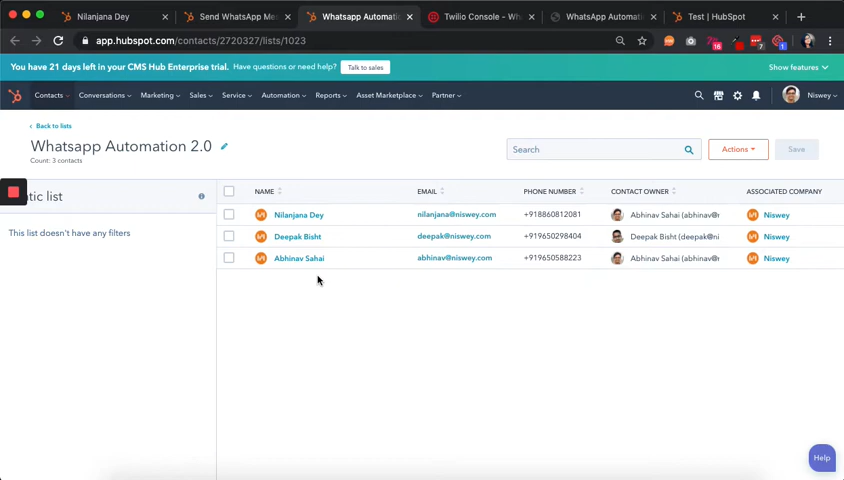 Nilanjana Dey
Send WhatsApp Me
Whatsapp Automatic
Twilio Console - Wh
WhatsApp Automati
Test | HubSpot
app.hubspot.com/contacts/2720327/lists/1023
16
7
1
You have 21 days left in your CMS Hub Enterprise trial. Have questions or need help? Talk to sales
Show features
Contacts Conversations Marketing Sales Service Automation Reports Asset Marketplace Partner
Niswey
Back to lists
Whatsapp Automation 2.0
Count: 3 contacts
Search
Actions
Save
tic list
This list doesn't have any filters
NAME EMAIL PHONE NUMBER CONTACT OWNER ASSOCIATED COMPANY
Nilanjana Dey nilanjana@niswey.com +918860812081 Abhinav Sahai (abhinav@n Niswey
Deepak Bisht deepak@niswey.com +919650298404 Deepak Bisht (deepak@ni Niswey
Abhinav Sahai abhinav@niswey.com +919650588223 Abhinav Sahai (abhinav@n Niswey
Help